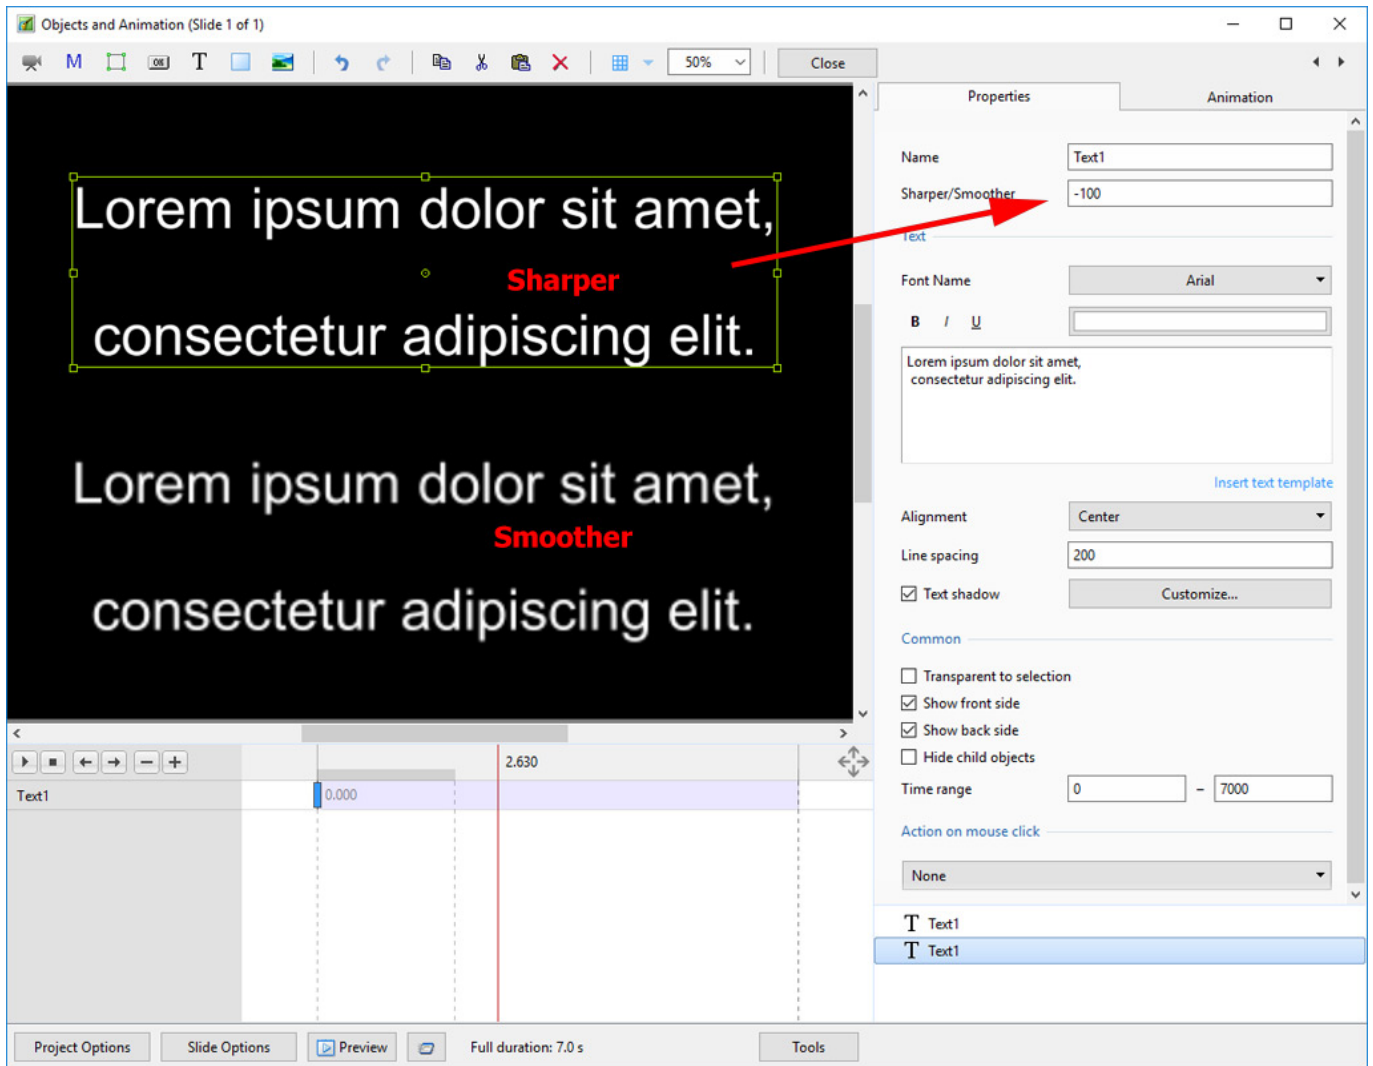 Objects and Animation (Slide 1 of 1)
M OK T 50% Close
Properties Animation
Name Text1
Sharper/Smoother -100
Text
Font Name Arial
B I U
Lorem ipsum dolor sit amet,
consectetur adipiscing elit.
Insert text template
Alignment Center
Line spacing 200
Text shadow Customize...
Common
Transparent to selection
Show front side
Show back side
Hide child objects
Time range 0 – 7000
Action on mouse click
None
T Text1
T Text1
Lorem ipsum dolor sit amet,
Sharper
consectetur adipiscing elit.
Lorem ipsum dolor sit amet,
Smoother
consectetur adipiscing elit.
2.630
Text1 0.000
Project Options Slide Options Preview Full duration: 7.0 s Tools